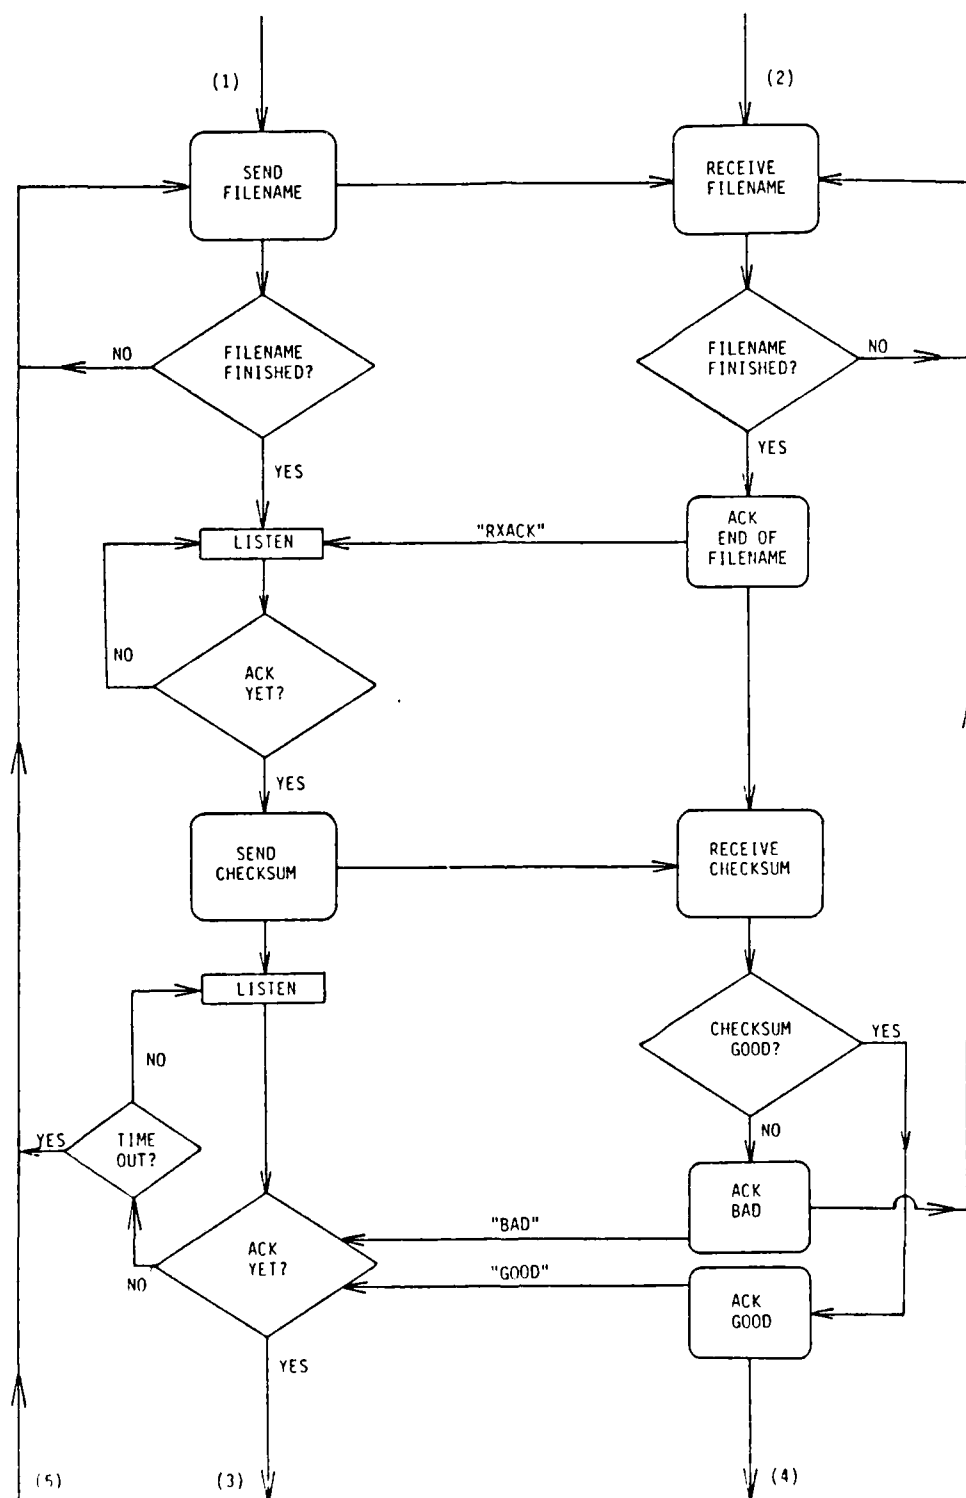 (1)
(2)
SEND
FILENAME
RECEIVE
FILENAME
FILENAME
FINISHED?
NO
FILENAME
FINISHED?
NO
YES
YES
LISTEN
"RXACK"
ACK
END OF
FILENAME
NO
ACK
YET?
YES
SEND
CHECKSUM
RECEIVE
CHECKSUM
LISTEN
CHECKSUM
GOOD?
YES
NO
YES
TIME
OUT?
NO
ACK
BAD
"BAD"
ACK
YET?
NO
"GOOD"
ACK
GOOD
YES
(5)
(3)
(4)